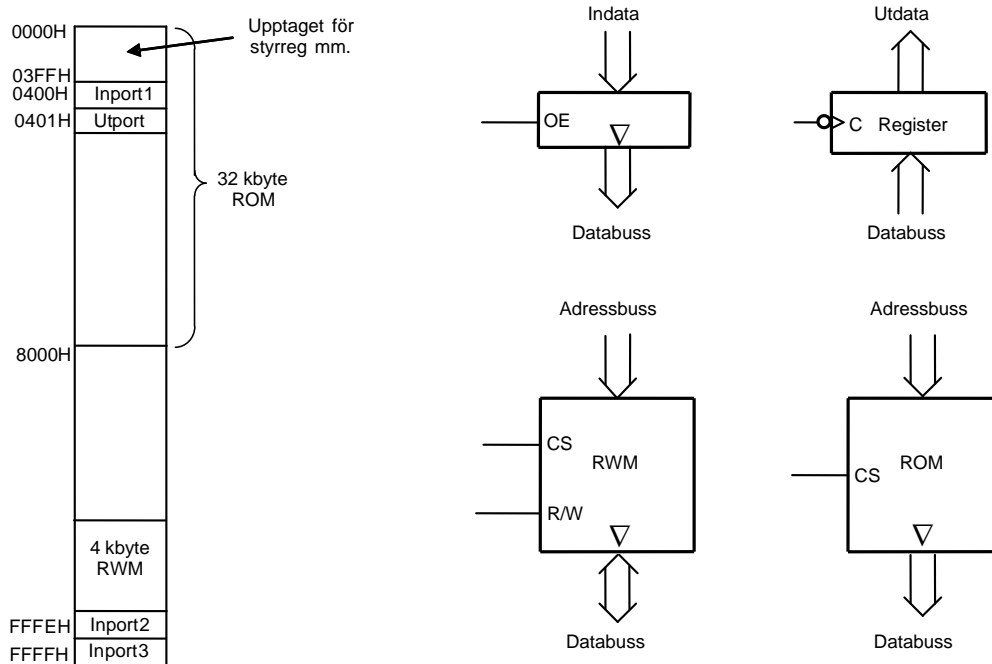 0000H
Upptaget för
styrreg mm.
03FFH
0400H
Inport1
0401H
Utport
32 kbyte
ROM
8000H
4 kbyte
RWM
FFFEH
Inport2
FFFFH
Inport3
Indata
OE
Databuss
Utdata
C Register
Databuss
Adressbuss
CS
RWM
R/W
Databuss
Adressbuss
CS
ROM
Databuss